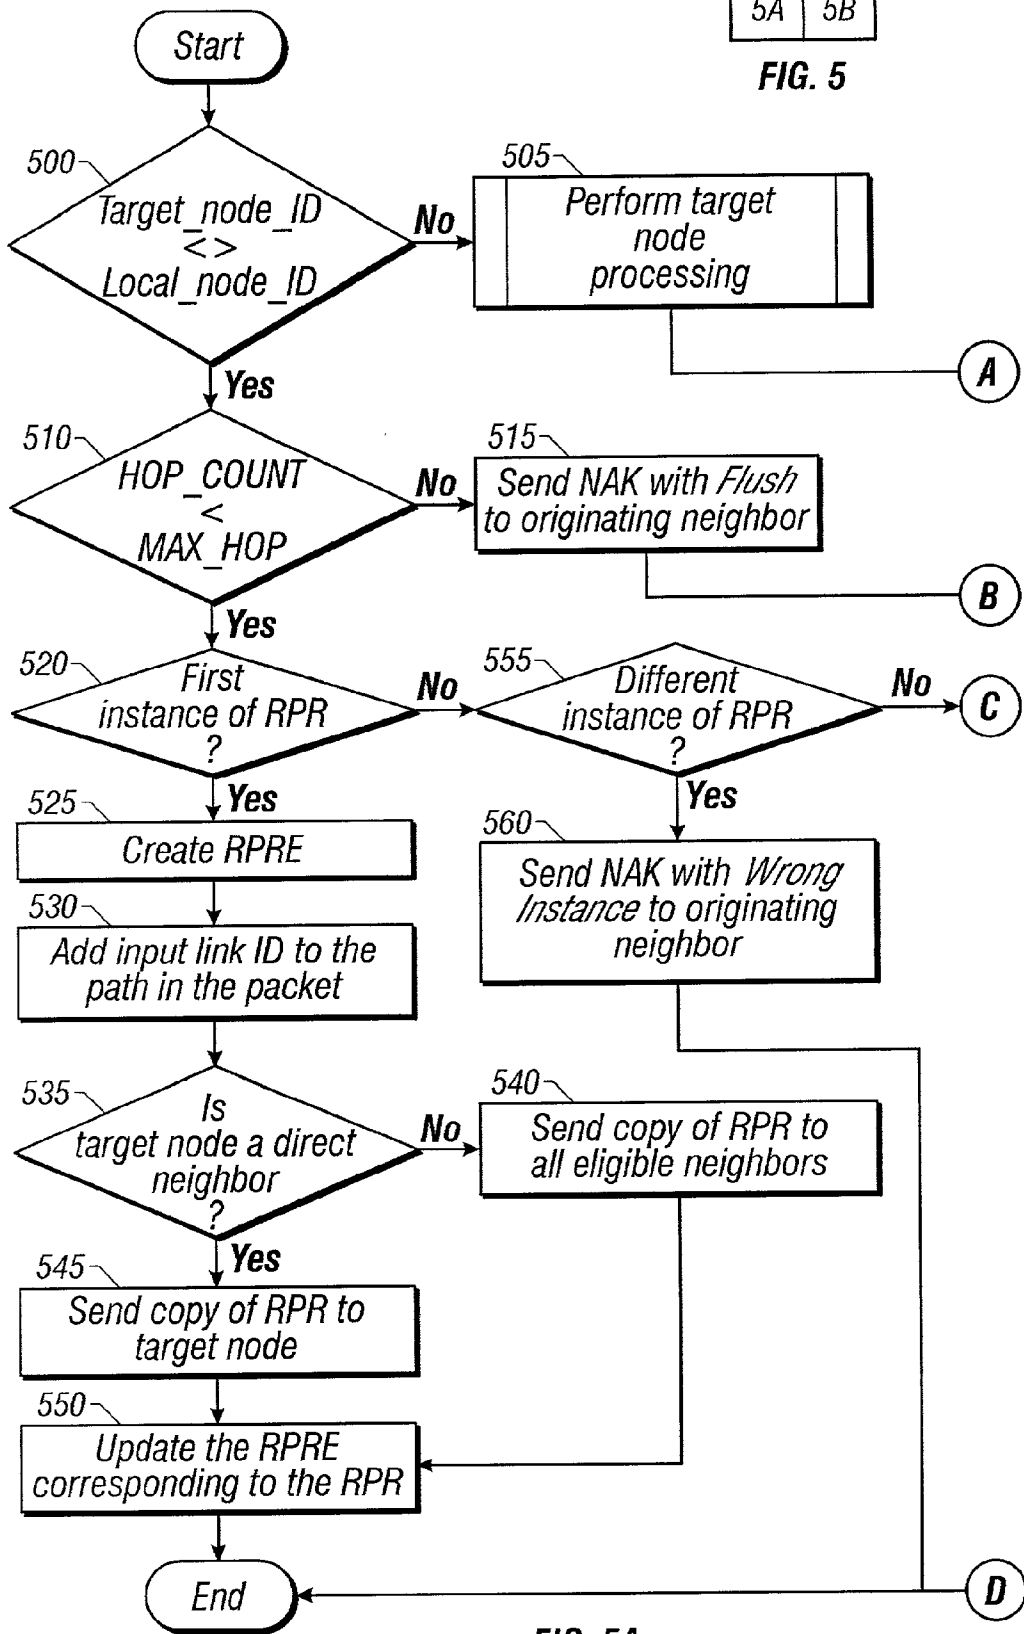 5A 5B
FIG. 5
Start
500
Target_node_ID
<>
Local_node_ID
No
505
Perform target
node
processing
A
Yes
510
HOP_COUNT
<
MAX_HOP
No
515
Send NAK with Flush
to originating neighbor
B
Yes
520
First
instance of RPR
?
No
555
Different
instance of RPR
?
No
C
Yes
525
Create RPRE
Yes
560
Send NAK with Wrong
Instance to originating
neighbor
530
Add input link ID to the
path in the packet
535
Is
target node a direct
neighbor
?
No
540
Send copy of RPR to
all eligible neighbors
Yes
545
Send copy of RPR to
target node
550
Update the RPRE
corresponding to the RPR
End
D
FIG. 5A